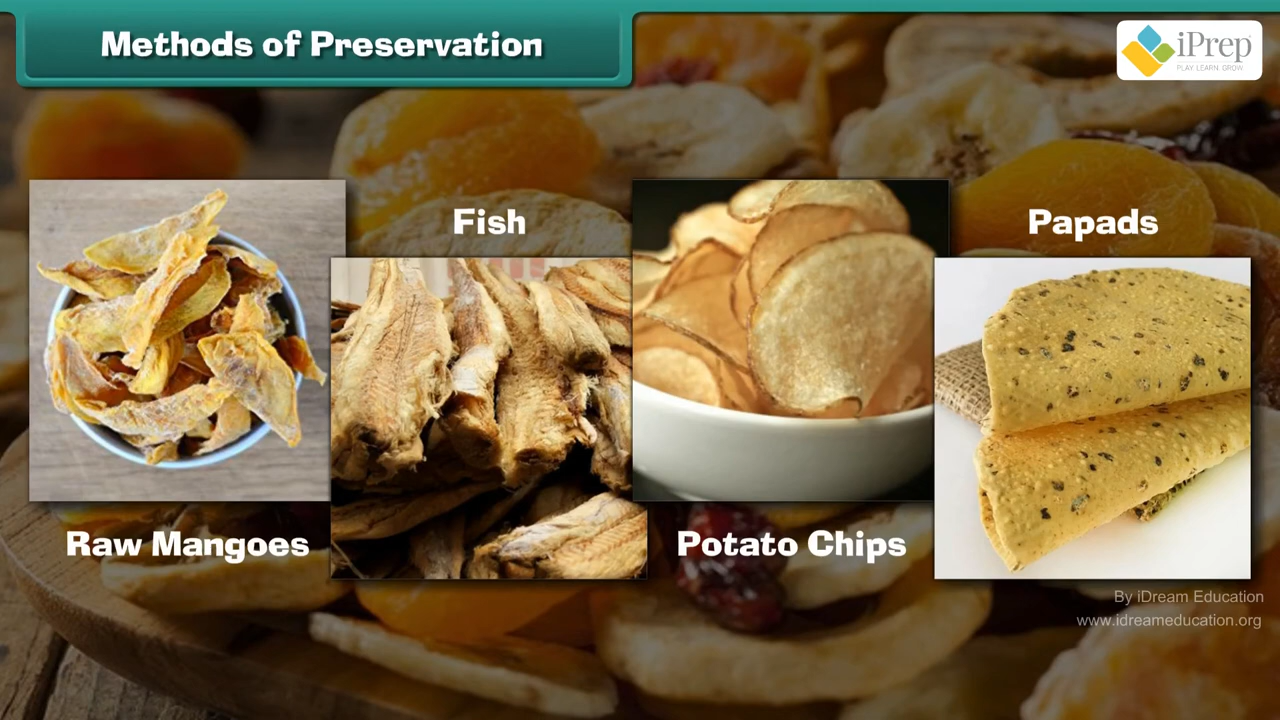 Methods of Preservation
iPrep
PLAY. LEARN. GROW.
Fish
Papads
Raw Mangoes
Potato Chips
By iDream Education
www.idreameducation.org